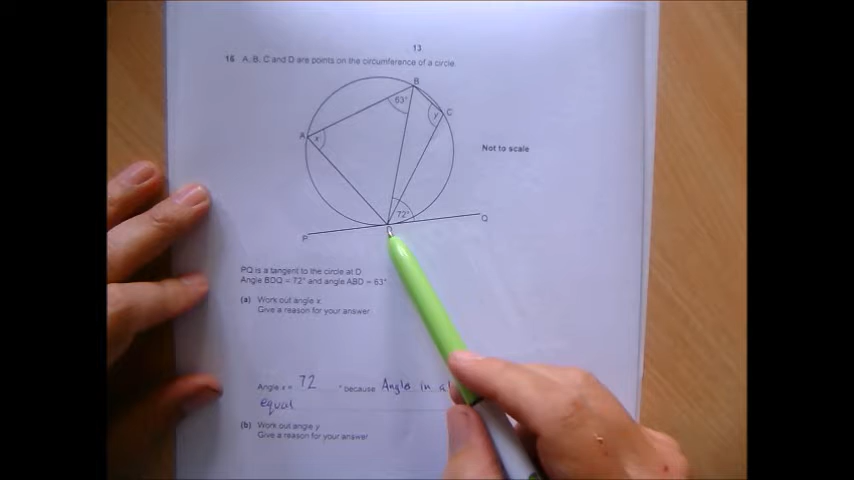 13
16 A, B, C and D are points on the circumference of a circle.
B
63°
C
y
A
x
Not to scale
72°
Q
P
PQ is a tangent to the circle at D
Angle BDQ = 72° and angle ABD = 63°
(a) Work out angle x
Give a reason for your answer
Angle x = 72 ° because Angles in al
equal
(b) Work out angle y
Give a reason for your answer